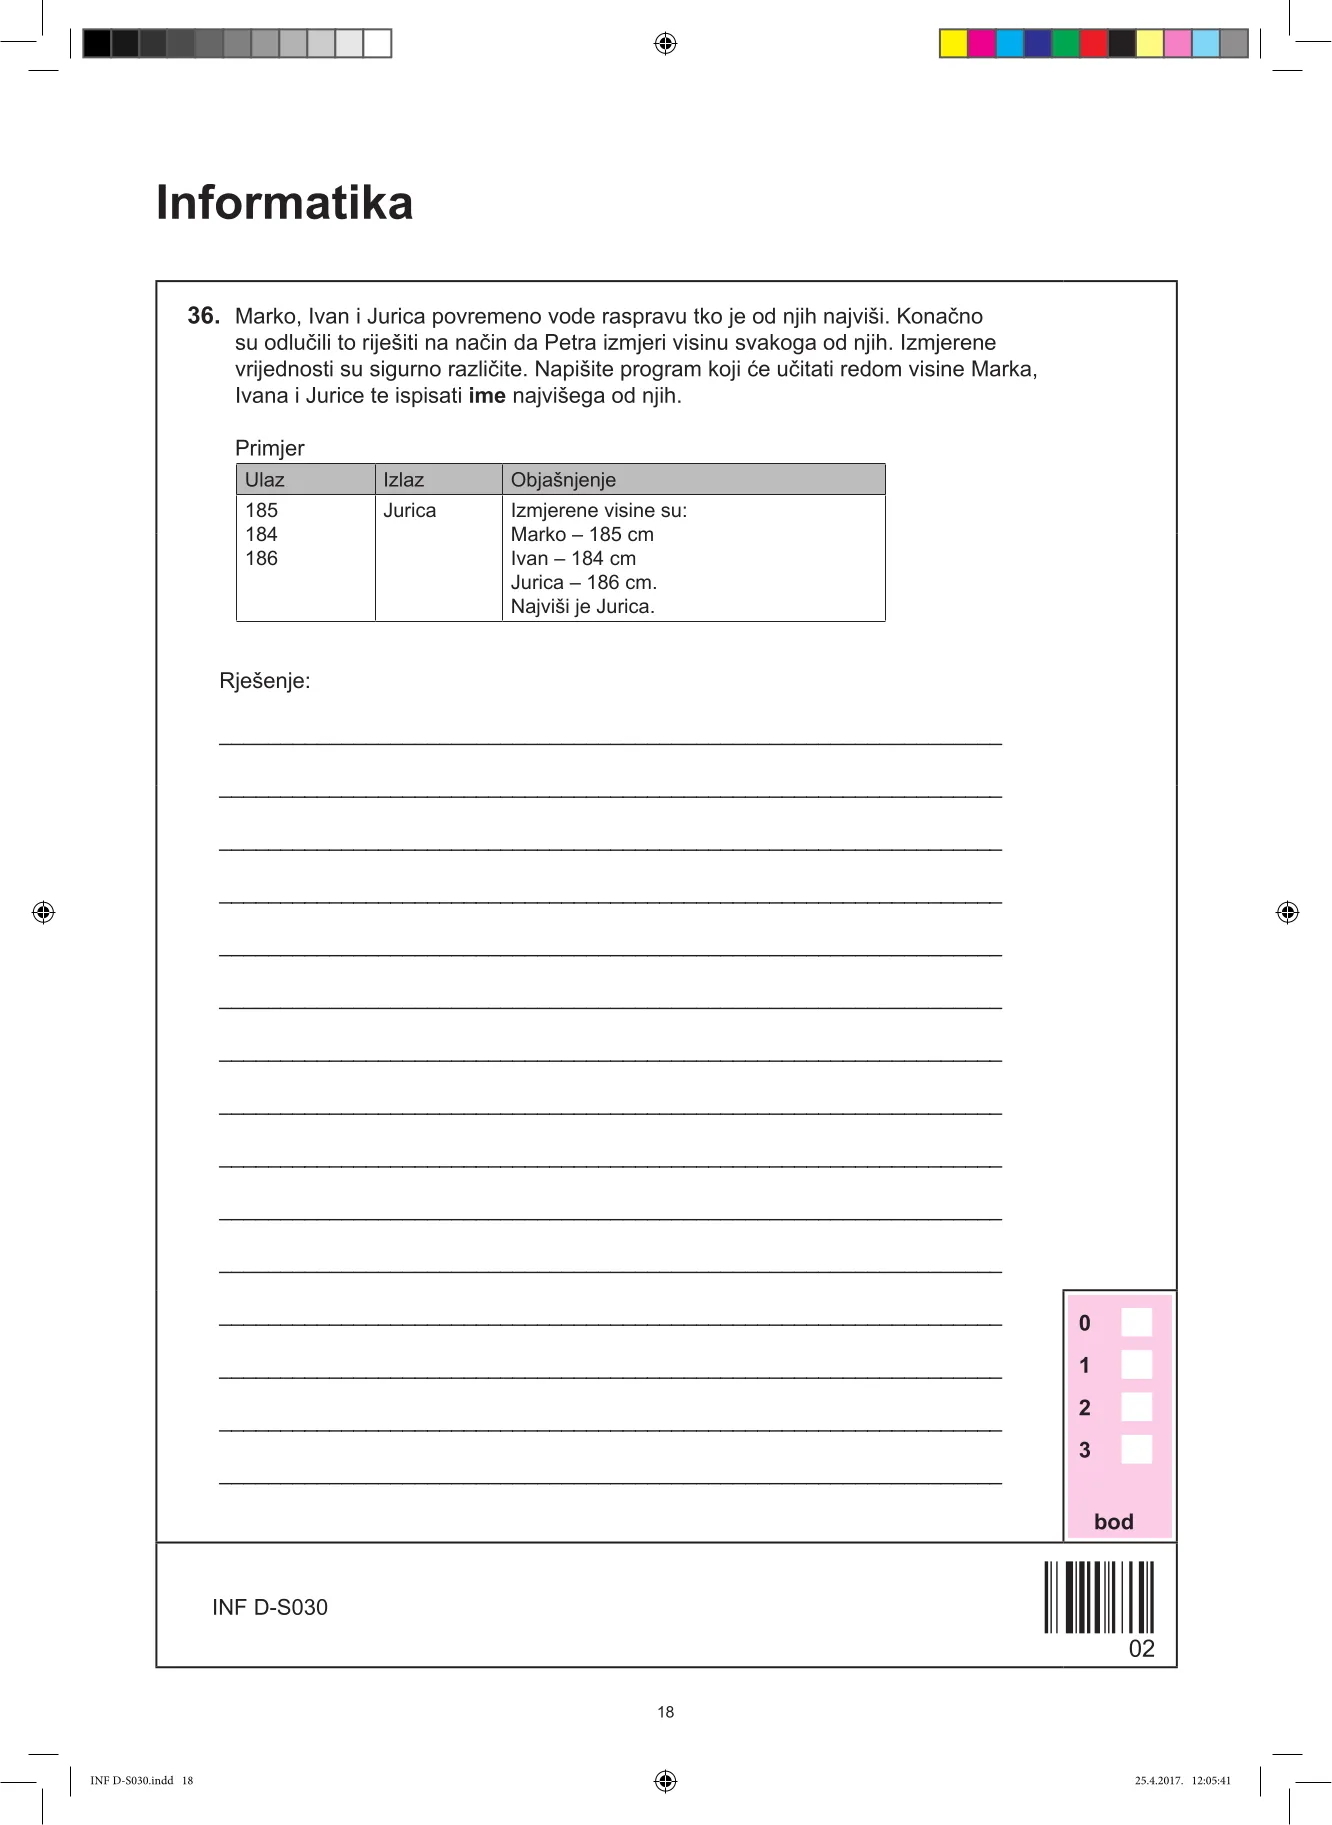 Informatika
36. Marko, Ivan i Jurica povremeno vode raspravu tko je od njih najviši. Konačno
su odlučili to riješiti na način da Petra izmjeri visinu svakoga od njih. Izmjerene
vrijednosti su sigurno različite. Napišite program koji će učitati redom visine Marka,
Ivana i Jurice te ispisati ime najvišega od njih.
Primjer
Ulaz Izlaz Objašnjenje
185 Jurica Izmjerene visine su:
184 Marko – 185 cm
186 Ivan – 184 cm
Jurica – 186 cm.
Najviši je Jurica.
Rješenje:
0
1
2
3
bod
INF D-S030
02
18
INF D-S030.indd 18 25.4.2017. 12:05:41